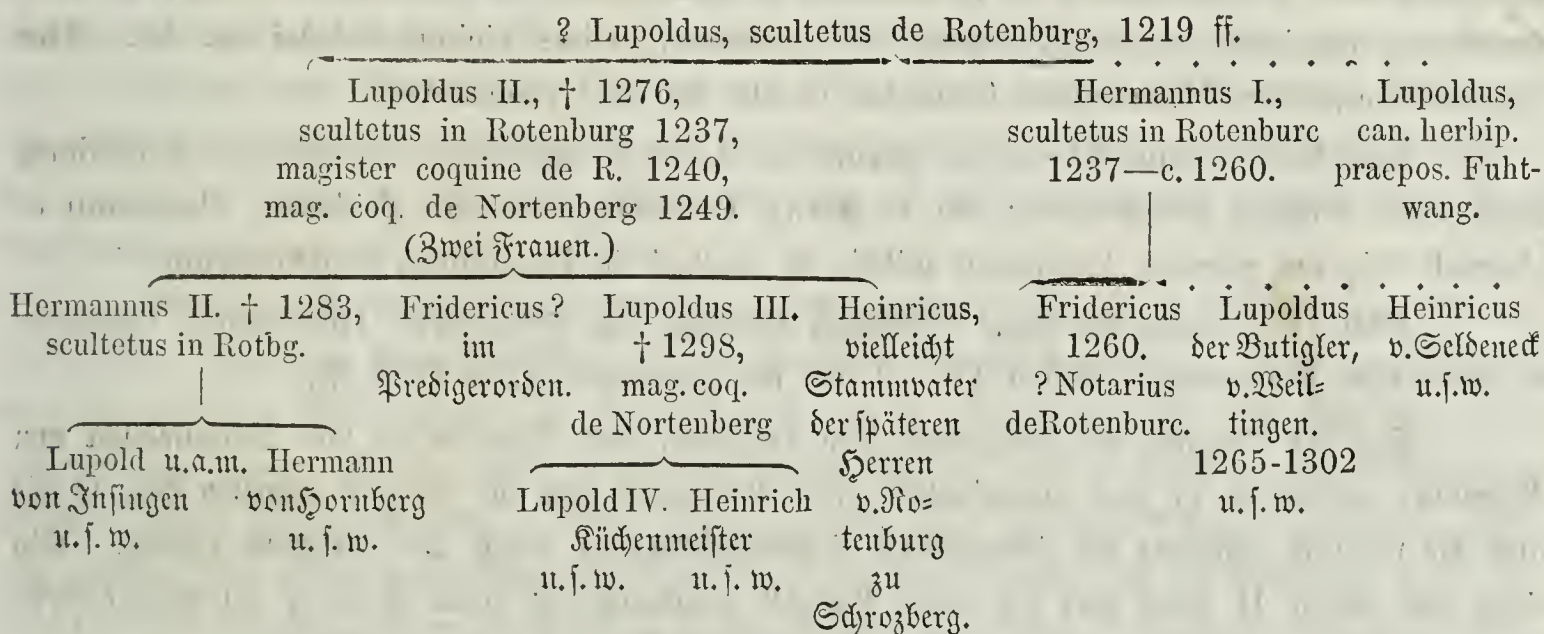 ? Lupoldus, scultetus de Rotenburg, 1219 ff.
Lupoldus II., † 1276, Hermannus I., Lupoldus,
scultetus in Rotenburg 1237, scultetus in Rotenburc can. herbip.
magister coquine de R. 1240, 1237—c. 1260. praepos. Fuht-
mag. coq. de Nortenberg 1249. wang.
(Zwei Frauen.)
Hermannus II. † 1283, Fridericus? Lupoldus III. Heinricus, Fridericus Lupoldus Heinricus
scultetus in Rotbg. im † 1298, vielleicht 1260. der Butigler, v. Seldeneck
Predigerorden. mag. coq. Stammvater ? Notarius v. Weil= u.s.w.
de Nortenberg der späteren deRotenburc. tingen.
Lupold u.a.m. Hermann Herren 1265-1302
von Insingen von Hornberg Lupold IV. Heinrich v. Ro= u. s. w.
u. s. w. u. s. w. Küchenmeister tenburg
u. s. w. u. s. w. zu
Schrozberg.